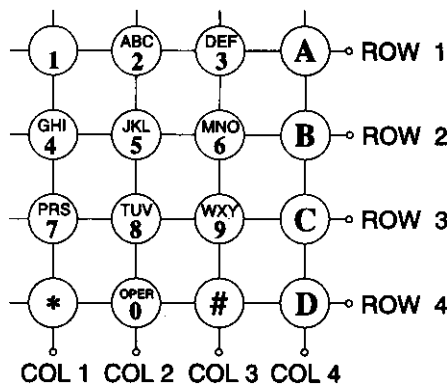 1 ABC 2 DEF 3 A ROW 1
GHI 4 JKL 5 MNO 6 B ROW 2
PRS 7 TUV 8 WXY 9 C ROW 3
* OPER 0 # D ROW 4
COL 1 COL 2 COL 3 COL 4